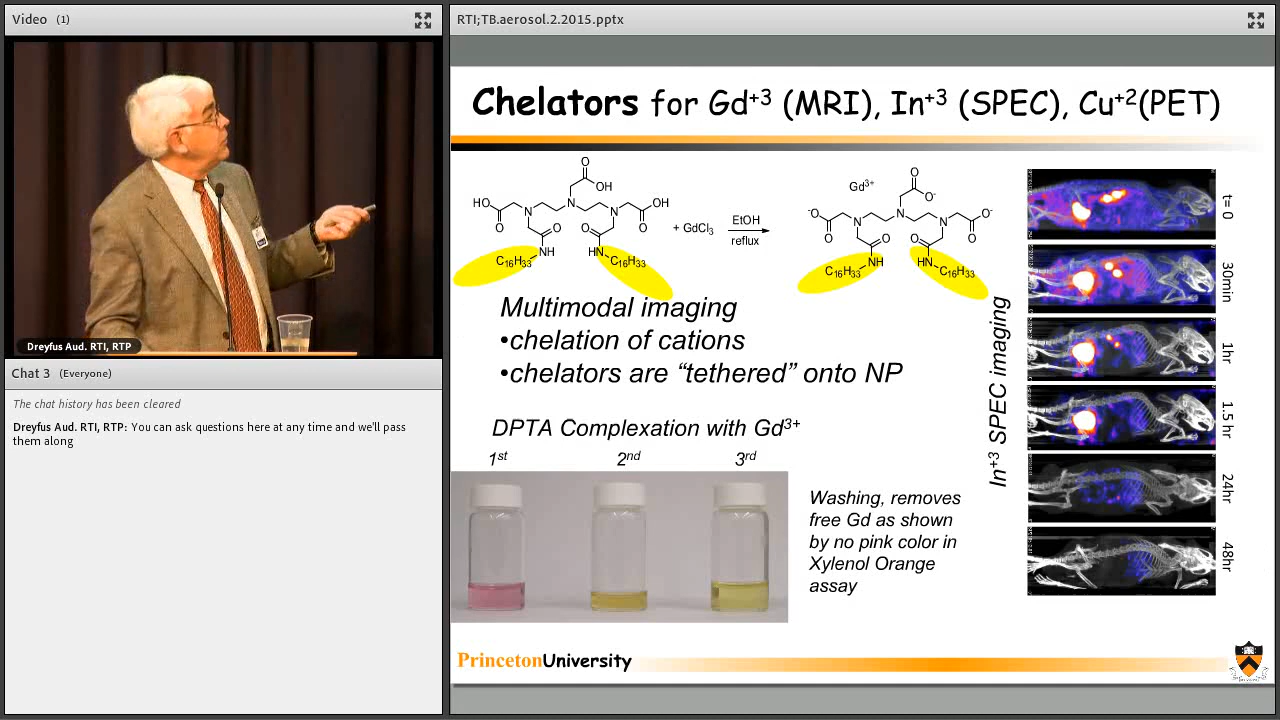 Video (1)
RTI;TB.aerosol.2.2015.pptx
Dreyfus Aud. RTI, RTP
Chat 3 (Everyone)
The chat history has been cleared
Dreyfus Aud. RTI, RTP: You can ask questions here at any time and we'll pass
them along
Chelators for Gd+3 (MRI), In+3 (SPEC), Cu+2(PET)
O
OH
HO
O
N
N
N
OH
O
O
NH
C16H33
O
HN
C16H33
+ GdCl3
EtOH
reflux
Gd3+
O
O-
-O
O
N
N
N
O-
O
O
NH
C16H33
O
HN
C16H33
Multimodal imaging
•chelation of cations
•chelators are “tethered” onto NP
DPTA Complexation with Gd3+
1st
2nd
3rd
Washing, removes
free Gd as shown
by no pink color in
Xylenol Orange
assay
In+3 SPEC imaging
t= 0
30min
1hr
1.5 hr
24hr
48hr
PrincetonUniversity